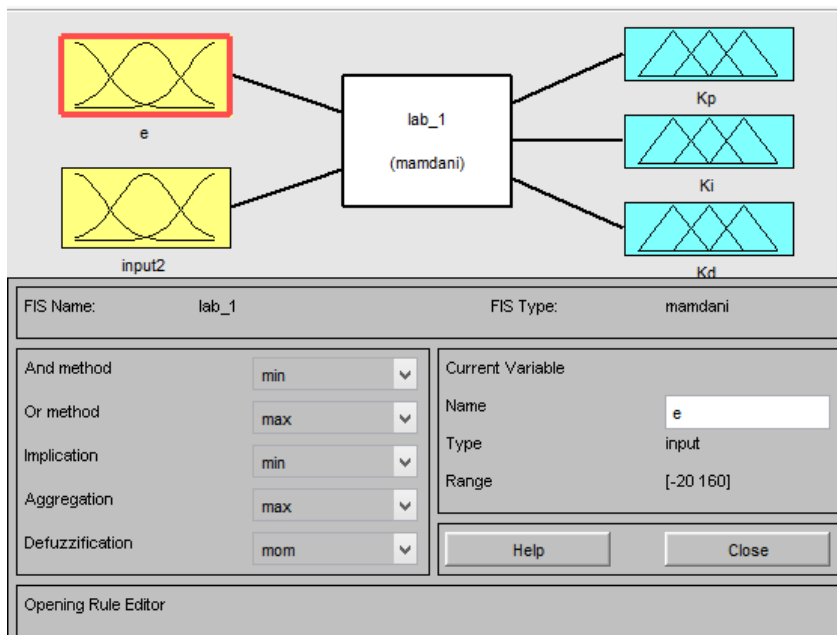 e
input2
lab_1
(mamdani)
Kp
Ki
Kd
FIS Name: lab_1 FIS Type: mamdani
And method min
Or method max
Implication min
Aggregation max
Defuzzification mom
Current Variable
Name e
Type input
Range [-20 160]
Help Close
Opening Rule Editor